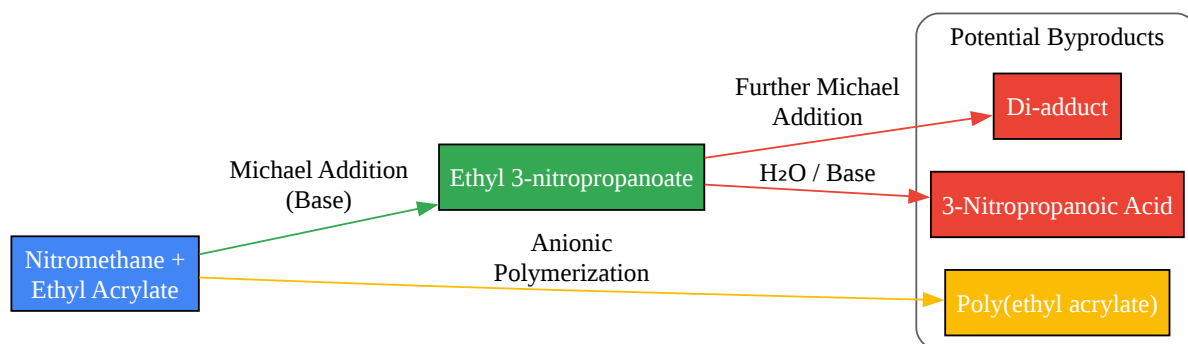 Potential Byproducts
Further Michael
Addition
Di-adduct
Michael Addition
(Base)
Ethyl 3-nitropropanoate
H₂O / Base
3-Nitropropanoic Acid
Nitromethane +
Ethyl Acrylate
Anionic
Polymerization
Poly(ethyl acrylate)